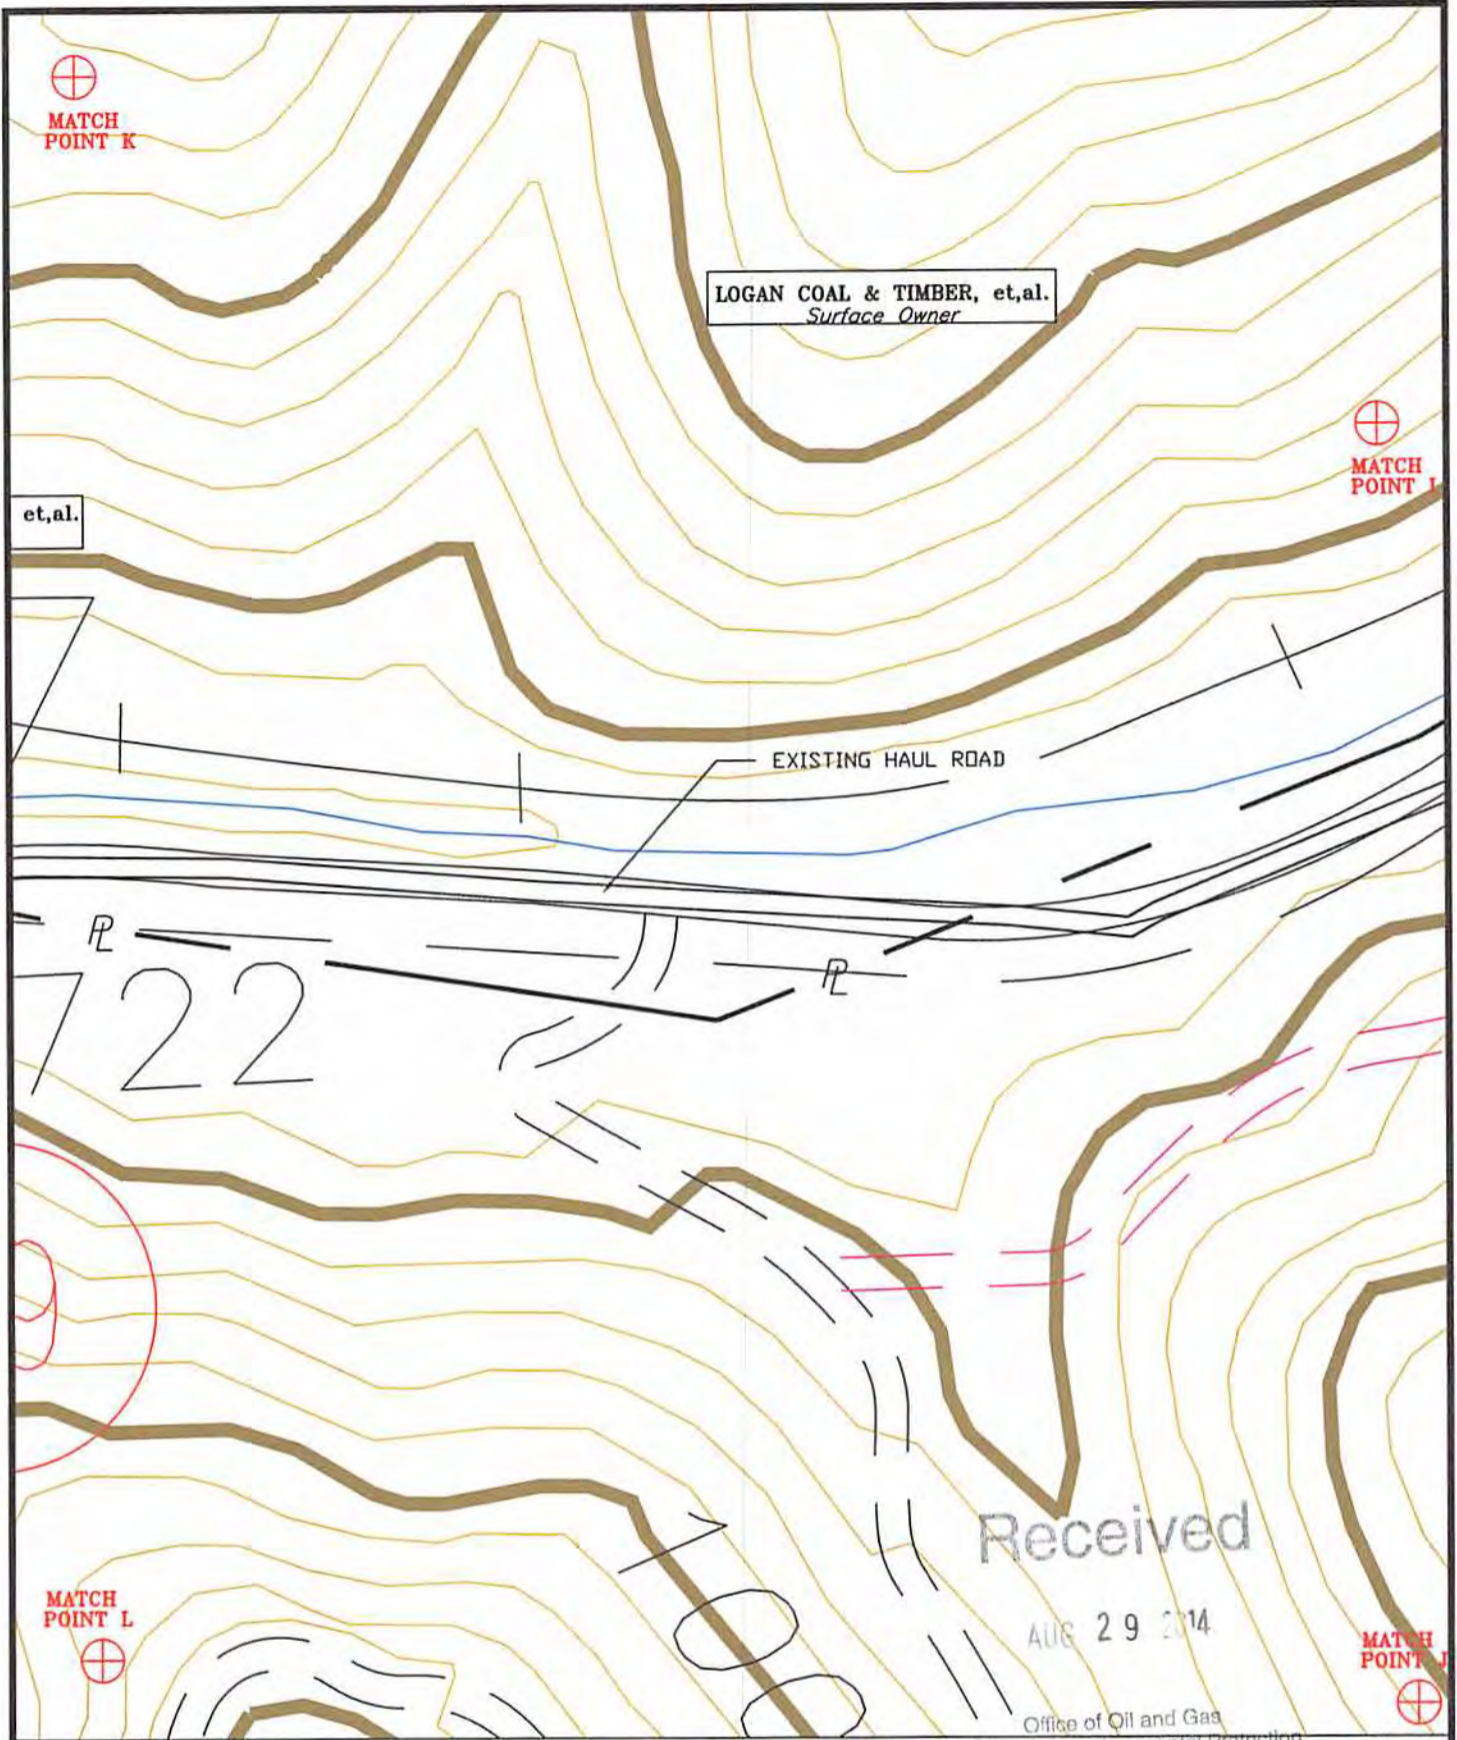 MATCH
POINT K
LOGAN COAL & TIMBER, et,al.
Surface Owner
MATCH
POINT I
et,al.
EXISTING HAUL ROAD
PL
PL
722
Received
AUG 29 2014
MATCH
POINT L
MATCH
POINT J
Office of Oil and Gas